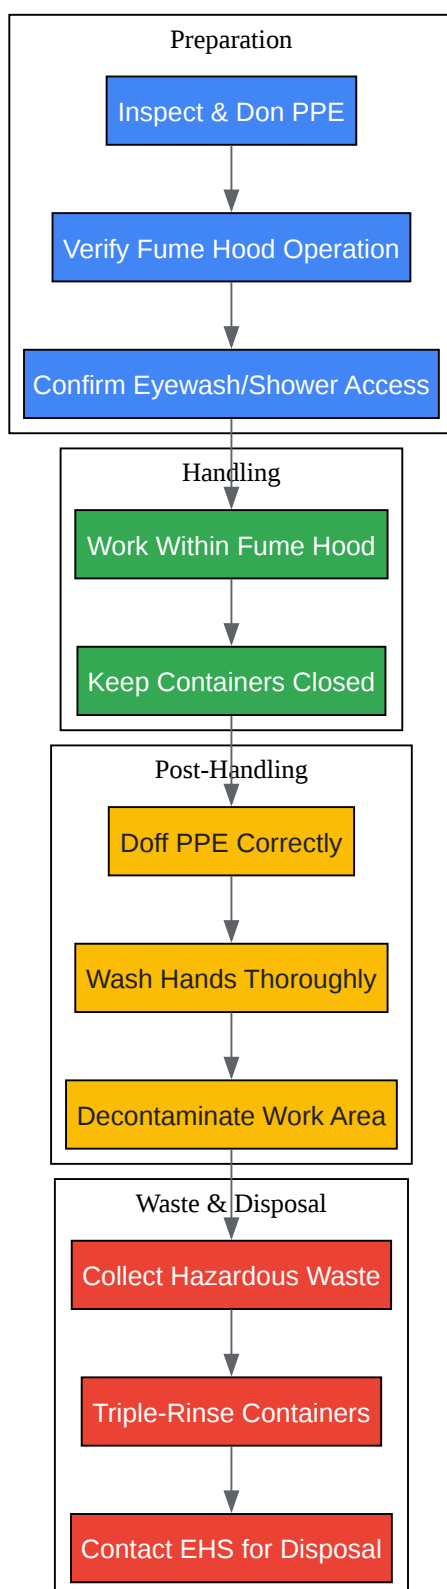 Preparation
Inspect & Don PPE
Verify Fume Hood Operation
Confirm Eyewash/Shower Access
Handling
Work Within Fume Hood
Keep Containers Closed
Post-Handling
Doff PPE Correctly
Wash Hands Thoroughly
Decontaminate Work Area
Waste & Disposal
Collect Hazardous Waste
Triple-Rinse Containers
Contact EHS for Disposal